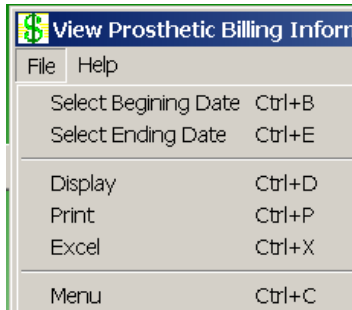 View Prosthetic Billing Infor
File Help
Select Begining Date Ctrl+B
Select Ending Date Ctrl+E
Display Ctrl+D
Print Ctrl+P
Excel Ctrl+X
Menu Ctrl+C